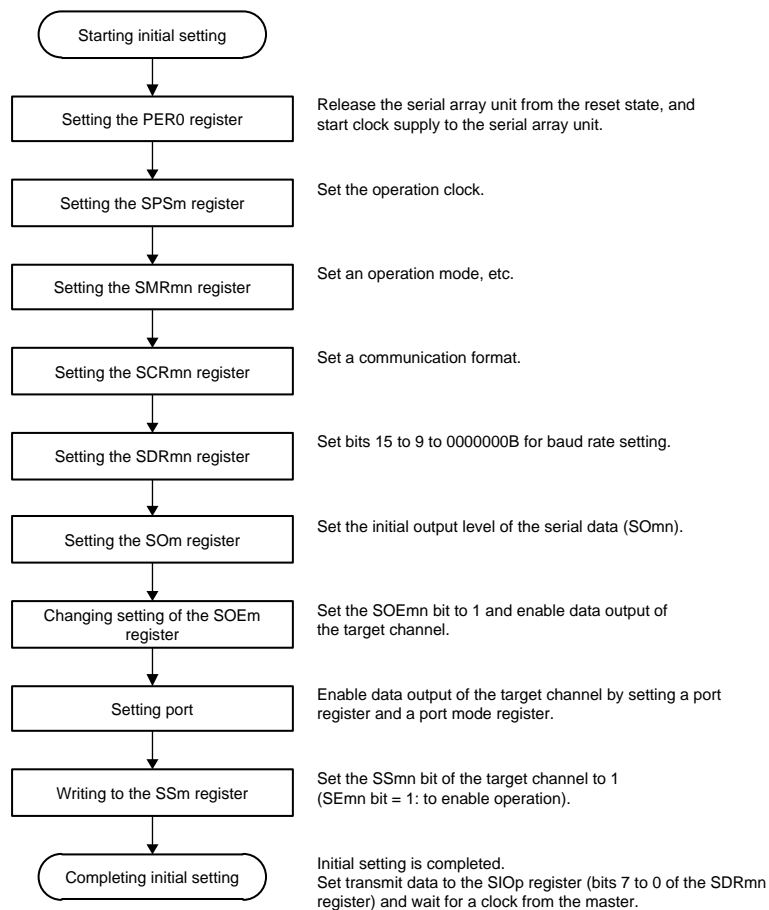 Starting initial setting
Setting the PER0 register
Release the serial array unit from the reset state, and
start clock supply to the serial array unit.
Setting the SPSm register
Set the operation clock.
Setting the SMRmn register
Set an operation mode, etc.
Setting the SCRmn register
Set a communication format.
Setting the SDRmn register
Set bits 15 to 9 to 0000000B for baud rate setting.
Setting the SOm register
Set the initial output level of the serial data (SOmn).
Changing setting of the SOEm
register
Set the SOEmn bit to 1 and enable data output of
the target channel.
Setting port
Enable data output of the target channel by setting a port
register and a port mode register.
Writing to the SSm register
Set the SSmn bit of the target channel to 1
(SEmn bit = 1: to enable operation).
Completing initial setting
Initial setting is completed.
Set transmit data to the SIOp register (bits 7 to 0 of the SDRmn
register) and wait for a clock from the master.